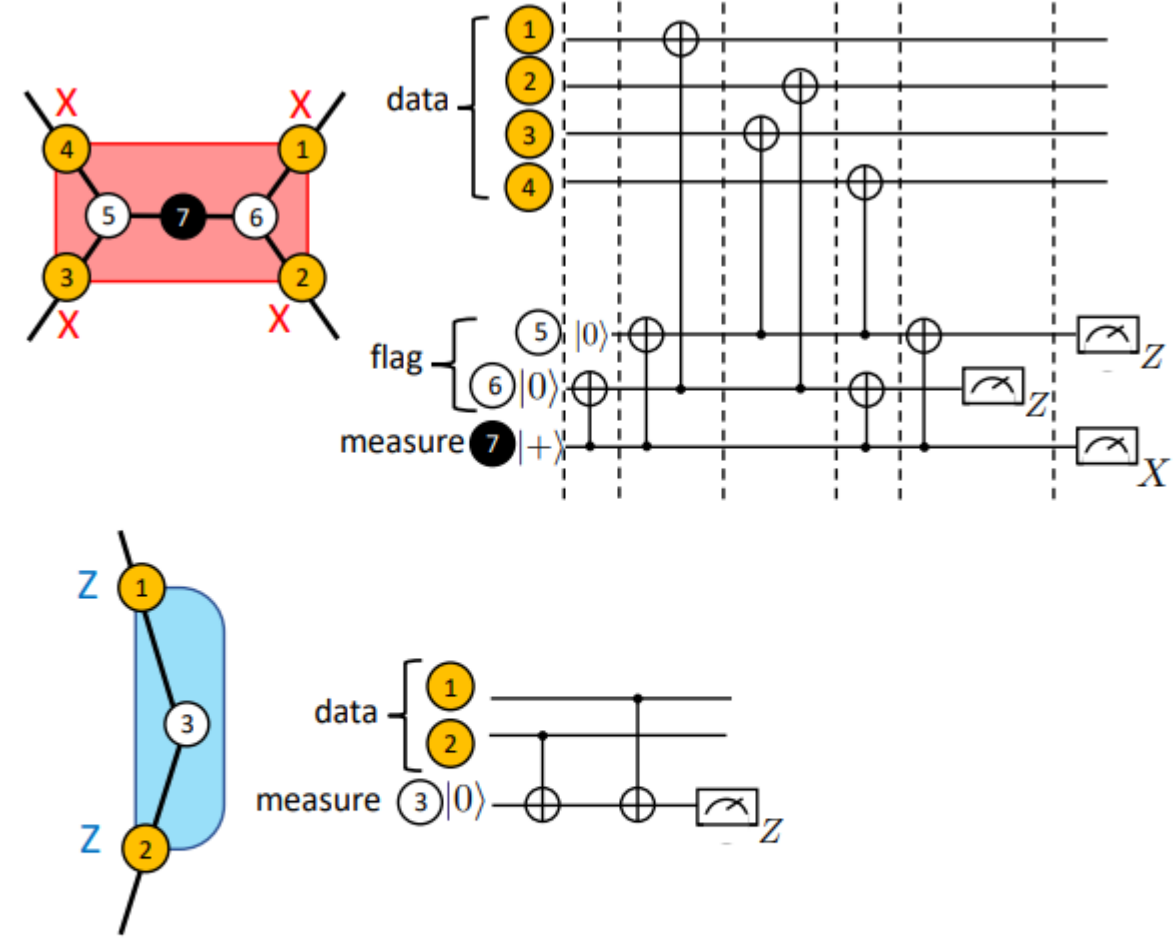 X X
4 1
5 7 6
3 2
X X
data
1
2
3
4
flag
5 |0⟩
6 |0⟩
measure 7 |+⟩
Z
Z
X
Z 1
3
Z 2
data
1
2
measure 3 |0⟩
Z